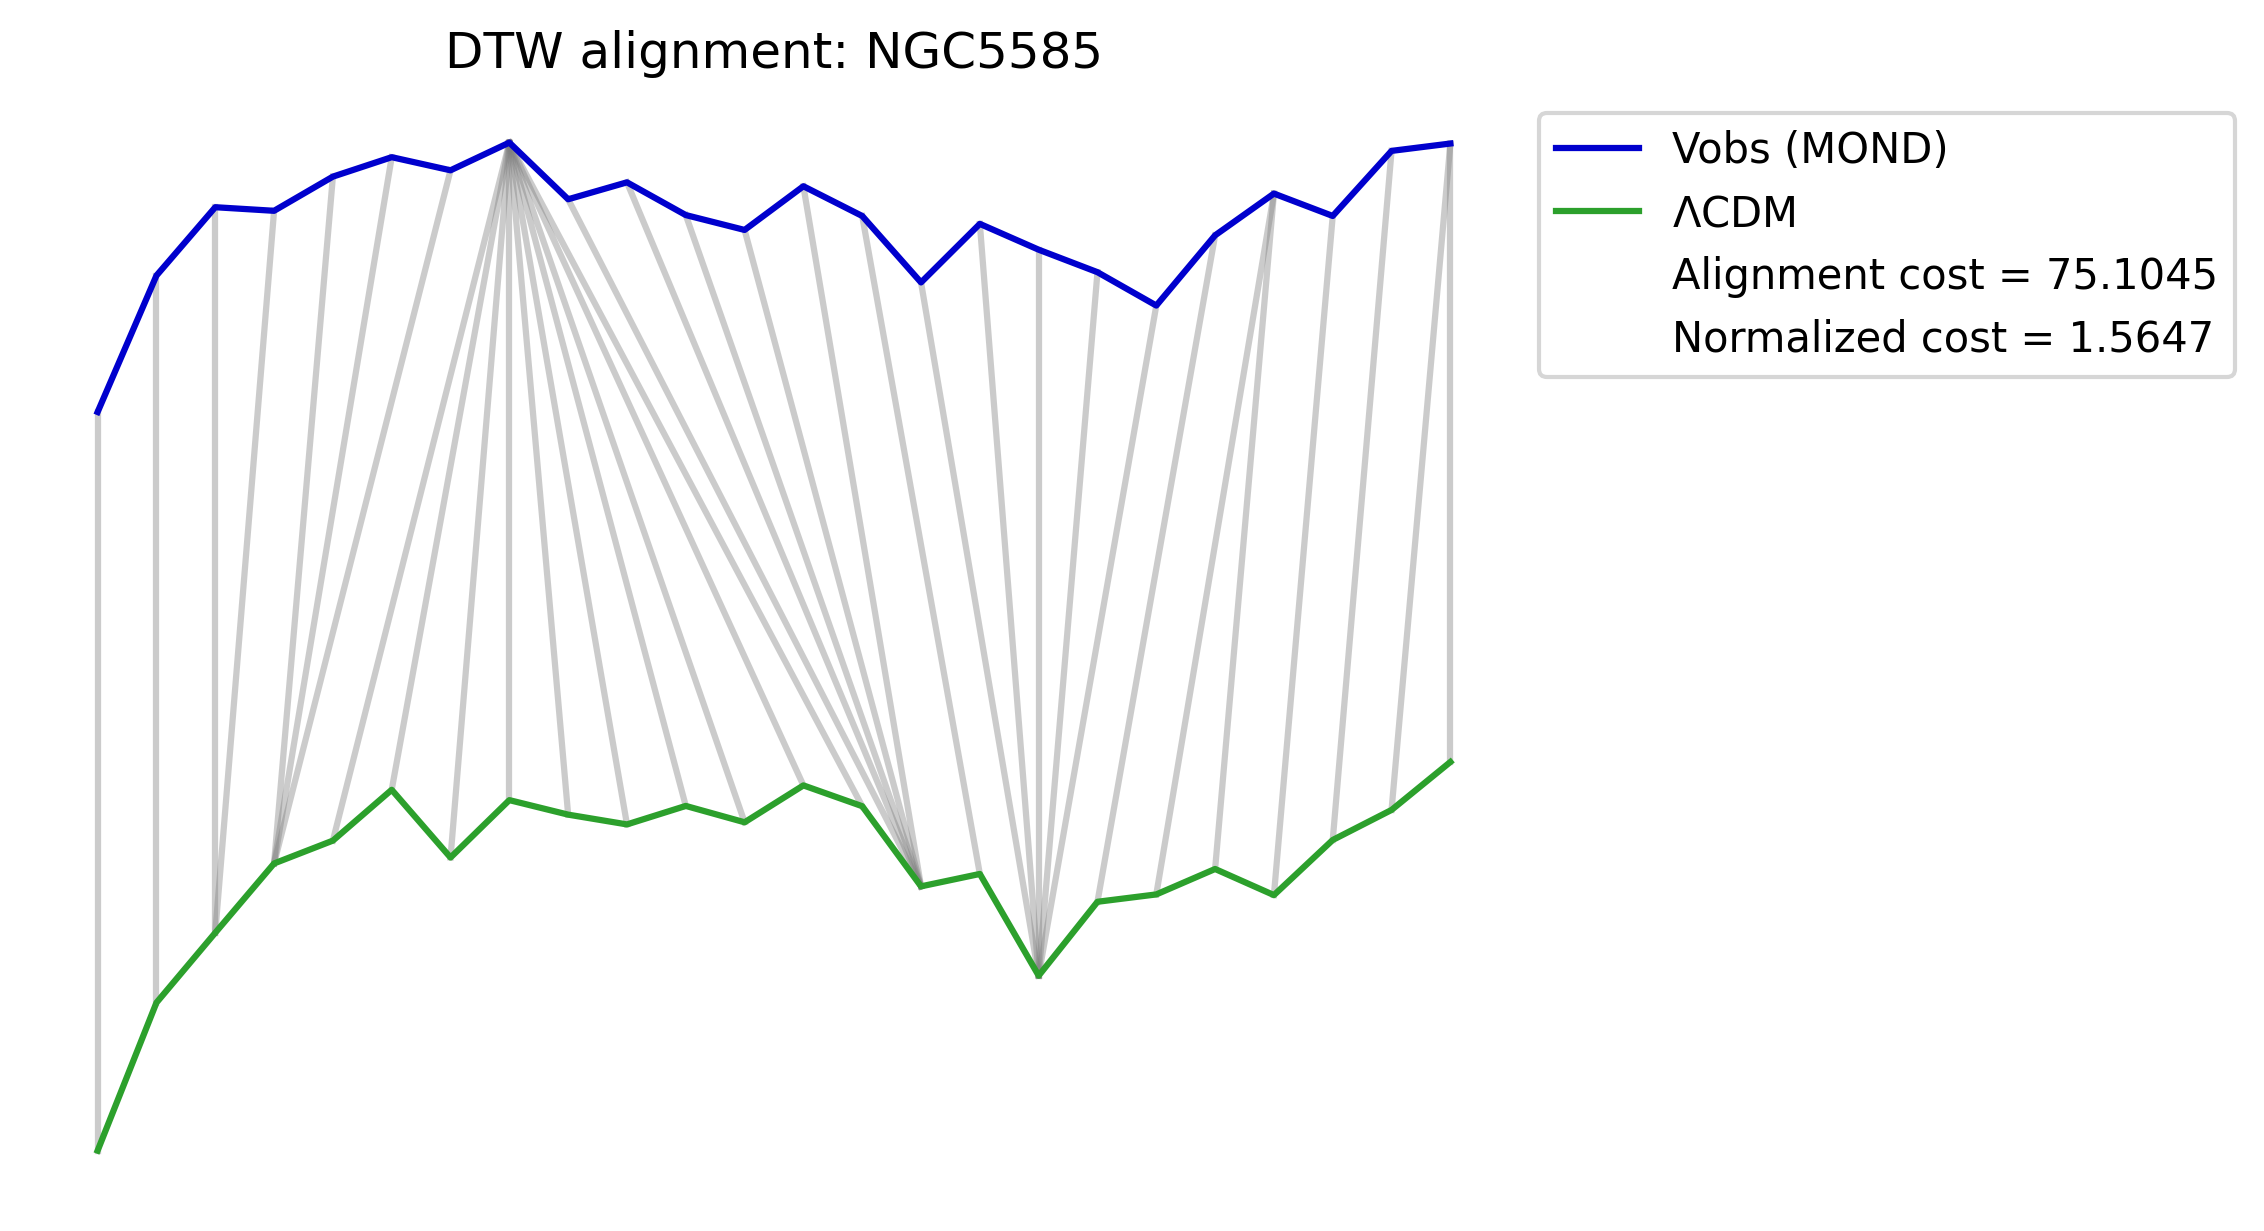 DTW alignment: NGC5585
Vobs (MOND)
ΛCDM
Alignment cost = 75.1045
Normalized cost = 1.5647